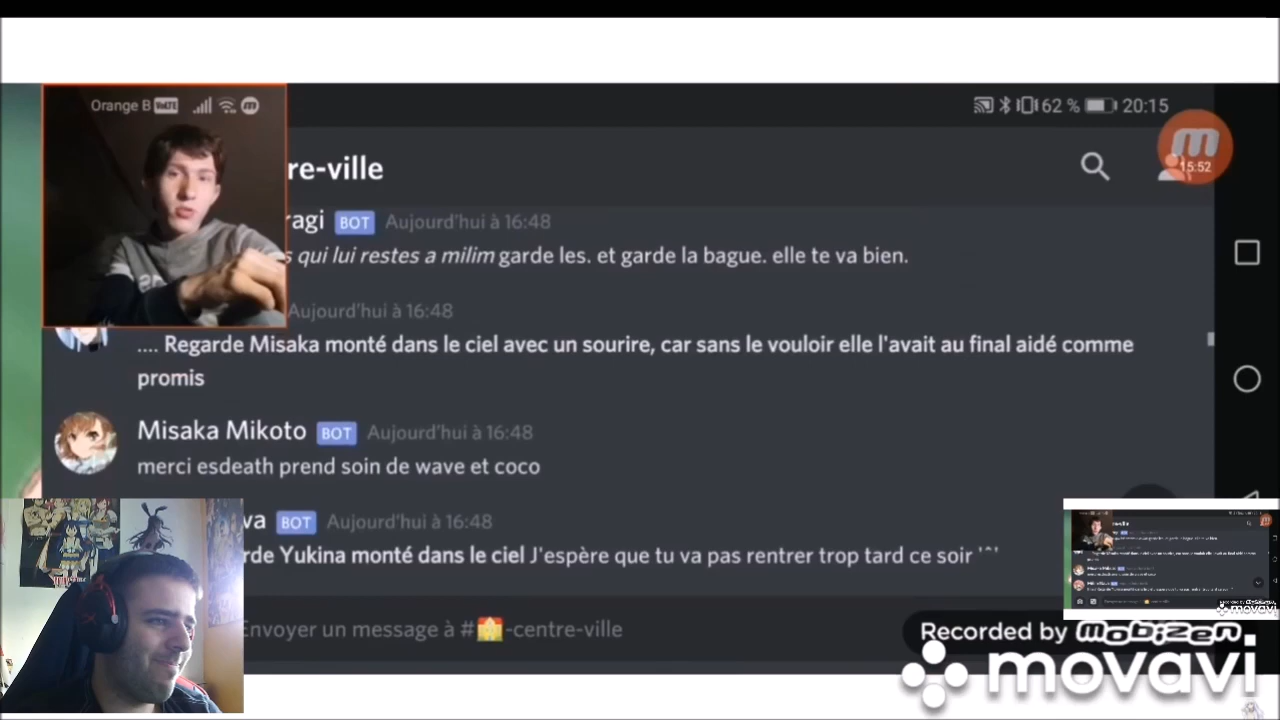 Orange B VoLTE
62 % 20:15
m
15:52
re-ville
ragi BOT Aujourd'hui à 16:48
s qui lui restes a milim garde les. et garde la bague. elle te va bien.
Aujourd'hui à 16:48
.... Regarde Misaka monté dans le ciel avec un sourire, car sans le vouloir elle l'avait au final aidé comme
promis
Misaka Mikoto BOT Aujourd'hui à 16:48
merci esdeath prend soin de wave et coco
va BOT Aujourd'hui à 16:48
rde Yukina monté dans le ciel J'espère que tu va pas rentrer trop tard ce soir '^'
Envoyer un message à # -centre-ville
Recorded by mobizen
movavi
movavi